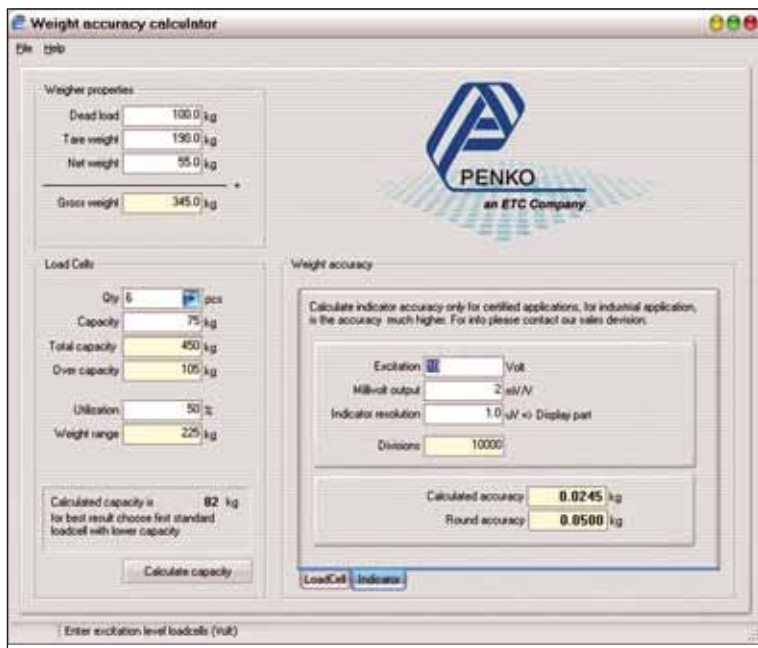 Weight accuracy calculator
File Help
Weigher properties
Dead load 100.0 kg
Tare weight 190.0 kg
Net weight 55.0 kg
+
Gross weight 345.0 kg
PENKO
an ETC Company
Load Cells
Qty 6 pcs
Capacity 75 kg
Total capacity 450 kg
Over capacity 105 kg
Utilization 50 %
Weight range 225 kg
Calculated capacity is 82 kg
for best result choose first standard
loadcell with lower capacity
Calculate capacity
Weight accuracy
Calculate indicator accuracy only for certified applications, for industrial application,
is the accuracy much higher. For info please contact our sales devision.
Excitation 10 Volt
Millivolt output 2 mV/V
Indicator resolution 1.0 uV => Display part
Divisions 10000
Calculated accuracy 0.0245 kg
Round accuracy 0.0500 kg
LoadCell Indicator
Enter excitation level loadcells (Volt)